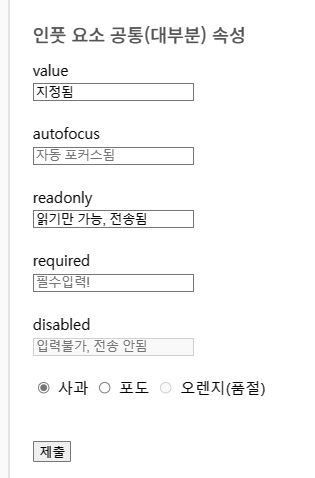 인풋 요소 공통(대부분) 속성
value
지정됨
autofocus
자동 포커스됨
readonly
읽기만 가능, 전송됨
required
필수입력!
disabled
입력불가, 전송 안됨
사과 포도 오렌지(품절)
제출